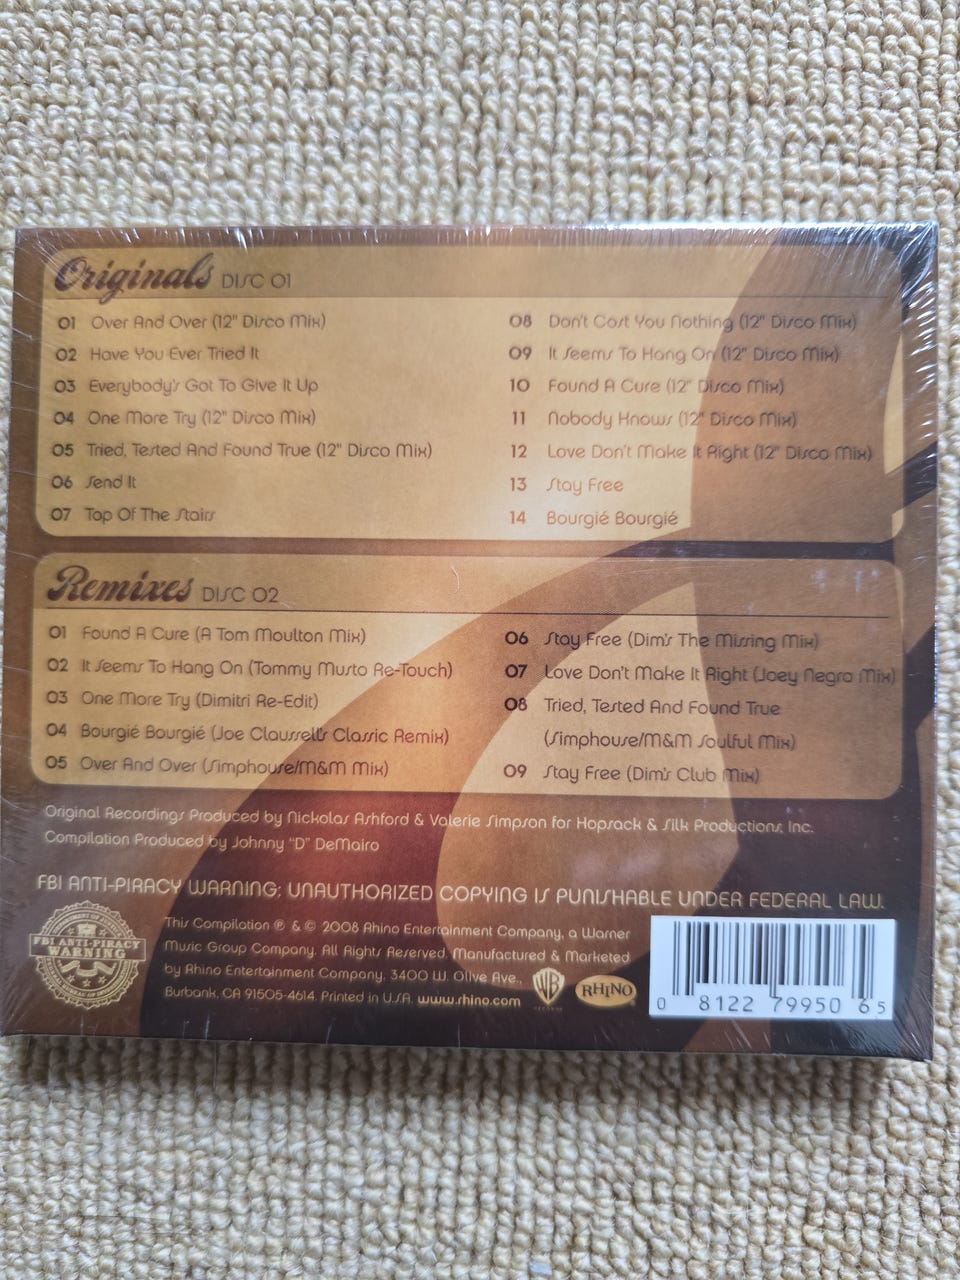 Originals DISC 01
01 Over And Over (12" Disco Mix)
02 Have You Ever Tried It
03 Everybody's Got To Give It Up
04 One More Try (12" Disco Mix)
05 Tried, Tested And Found True (12" Disco Mix)
06 Send It
07 Top Of The Stairs
08 Don't Cost You Nothing (12" Disco Mix)
09 It Seems To Hang On (12" Disco Mix)
10 Found A Cure (12" Disco Mix)
11 Nobody Knows (12" Disco Mix)
12 Love Don't Make It Right (12" Disco Mix)
13 Stay Free
14 Bourgié Bourgié
Remixes DISC 02
01 Found A Cure (A Tom Moulton Mix)
02 It Seems To Hang On (Tommy Musto Re-Touch)
03 One More Try (Dimitri Re-Edit)
04 Bourgié Bourgié (Joe Claussell's Classic Remix)
05 Over And Over (Simphouse/M&M Mix)
06 Stay Free (Dim's The Missing Mix)
07 Love Don't Make It Right (Joey Negro Mix)
08 Tried, Tested And Found True
(Simphouse/M&M Soulful Mix)
09 Stay Free (Dim's Club Mix)
Original Recordings Produced by Nickolas Ashford & Valerie Simpson for Hopsack & Silk Productions, Inc.
Compilation Produced by Johnny "D" DeMairo
FBI ANTI-PIRACY WARNING: UNAUTHORIZED COPYING IS PUNISHABLE UNDER FEDERAL LAW.
FBI ANTI-PIRACY
WARNING
This Compilation ℗ & © 2008 Rhino Entertainment Company, a Warner
Music Group Company. All Rights Reserved. Manufactured & Marketed
by Rhino Entertainment Company, 3400 W. Olive Ave.,
Burbank, CA 91505-4614. Printed in U.S.A. www.rhino.com
WB
RECORDS
RHINO
0 8122 79950 6 5